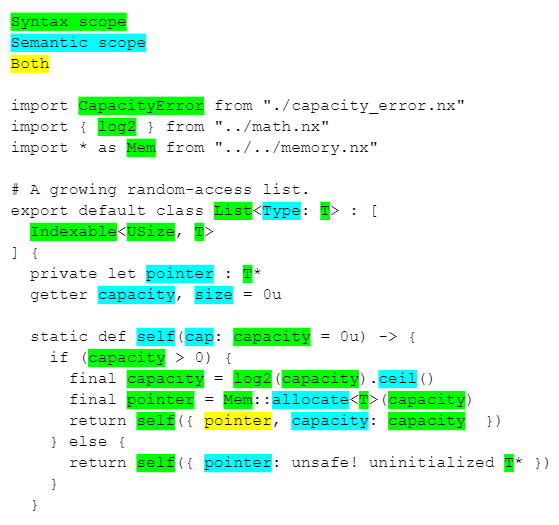 Syntax scope
Semantic scope
Both
import CapacityError from "./capacity_error.nx"
import { log2 } from "../math.nx"
import * as Mem from "../../memory.nx"
# A growing random-access list.
export default class List<Type: T> : [
  Indexable<USize, T>
] {
  private let pointer : T*
  getter capacity, size = 0u
  static def self(cap: capacity = 0u) -> {
    if (capacity > 0) {
      final capacity = log2(capacity).ceil()
      final pointer = Mem::allocate<T>(capacity)
      return self({ pointer, capacity: capacity  })
    } else {
      return self({ pointer: unsafe! uninitialized T* })
    }
  }